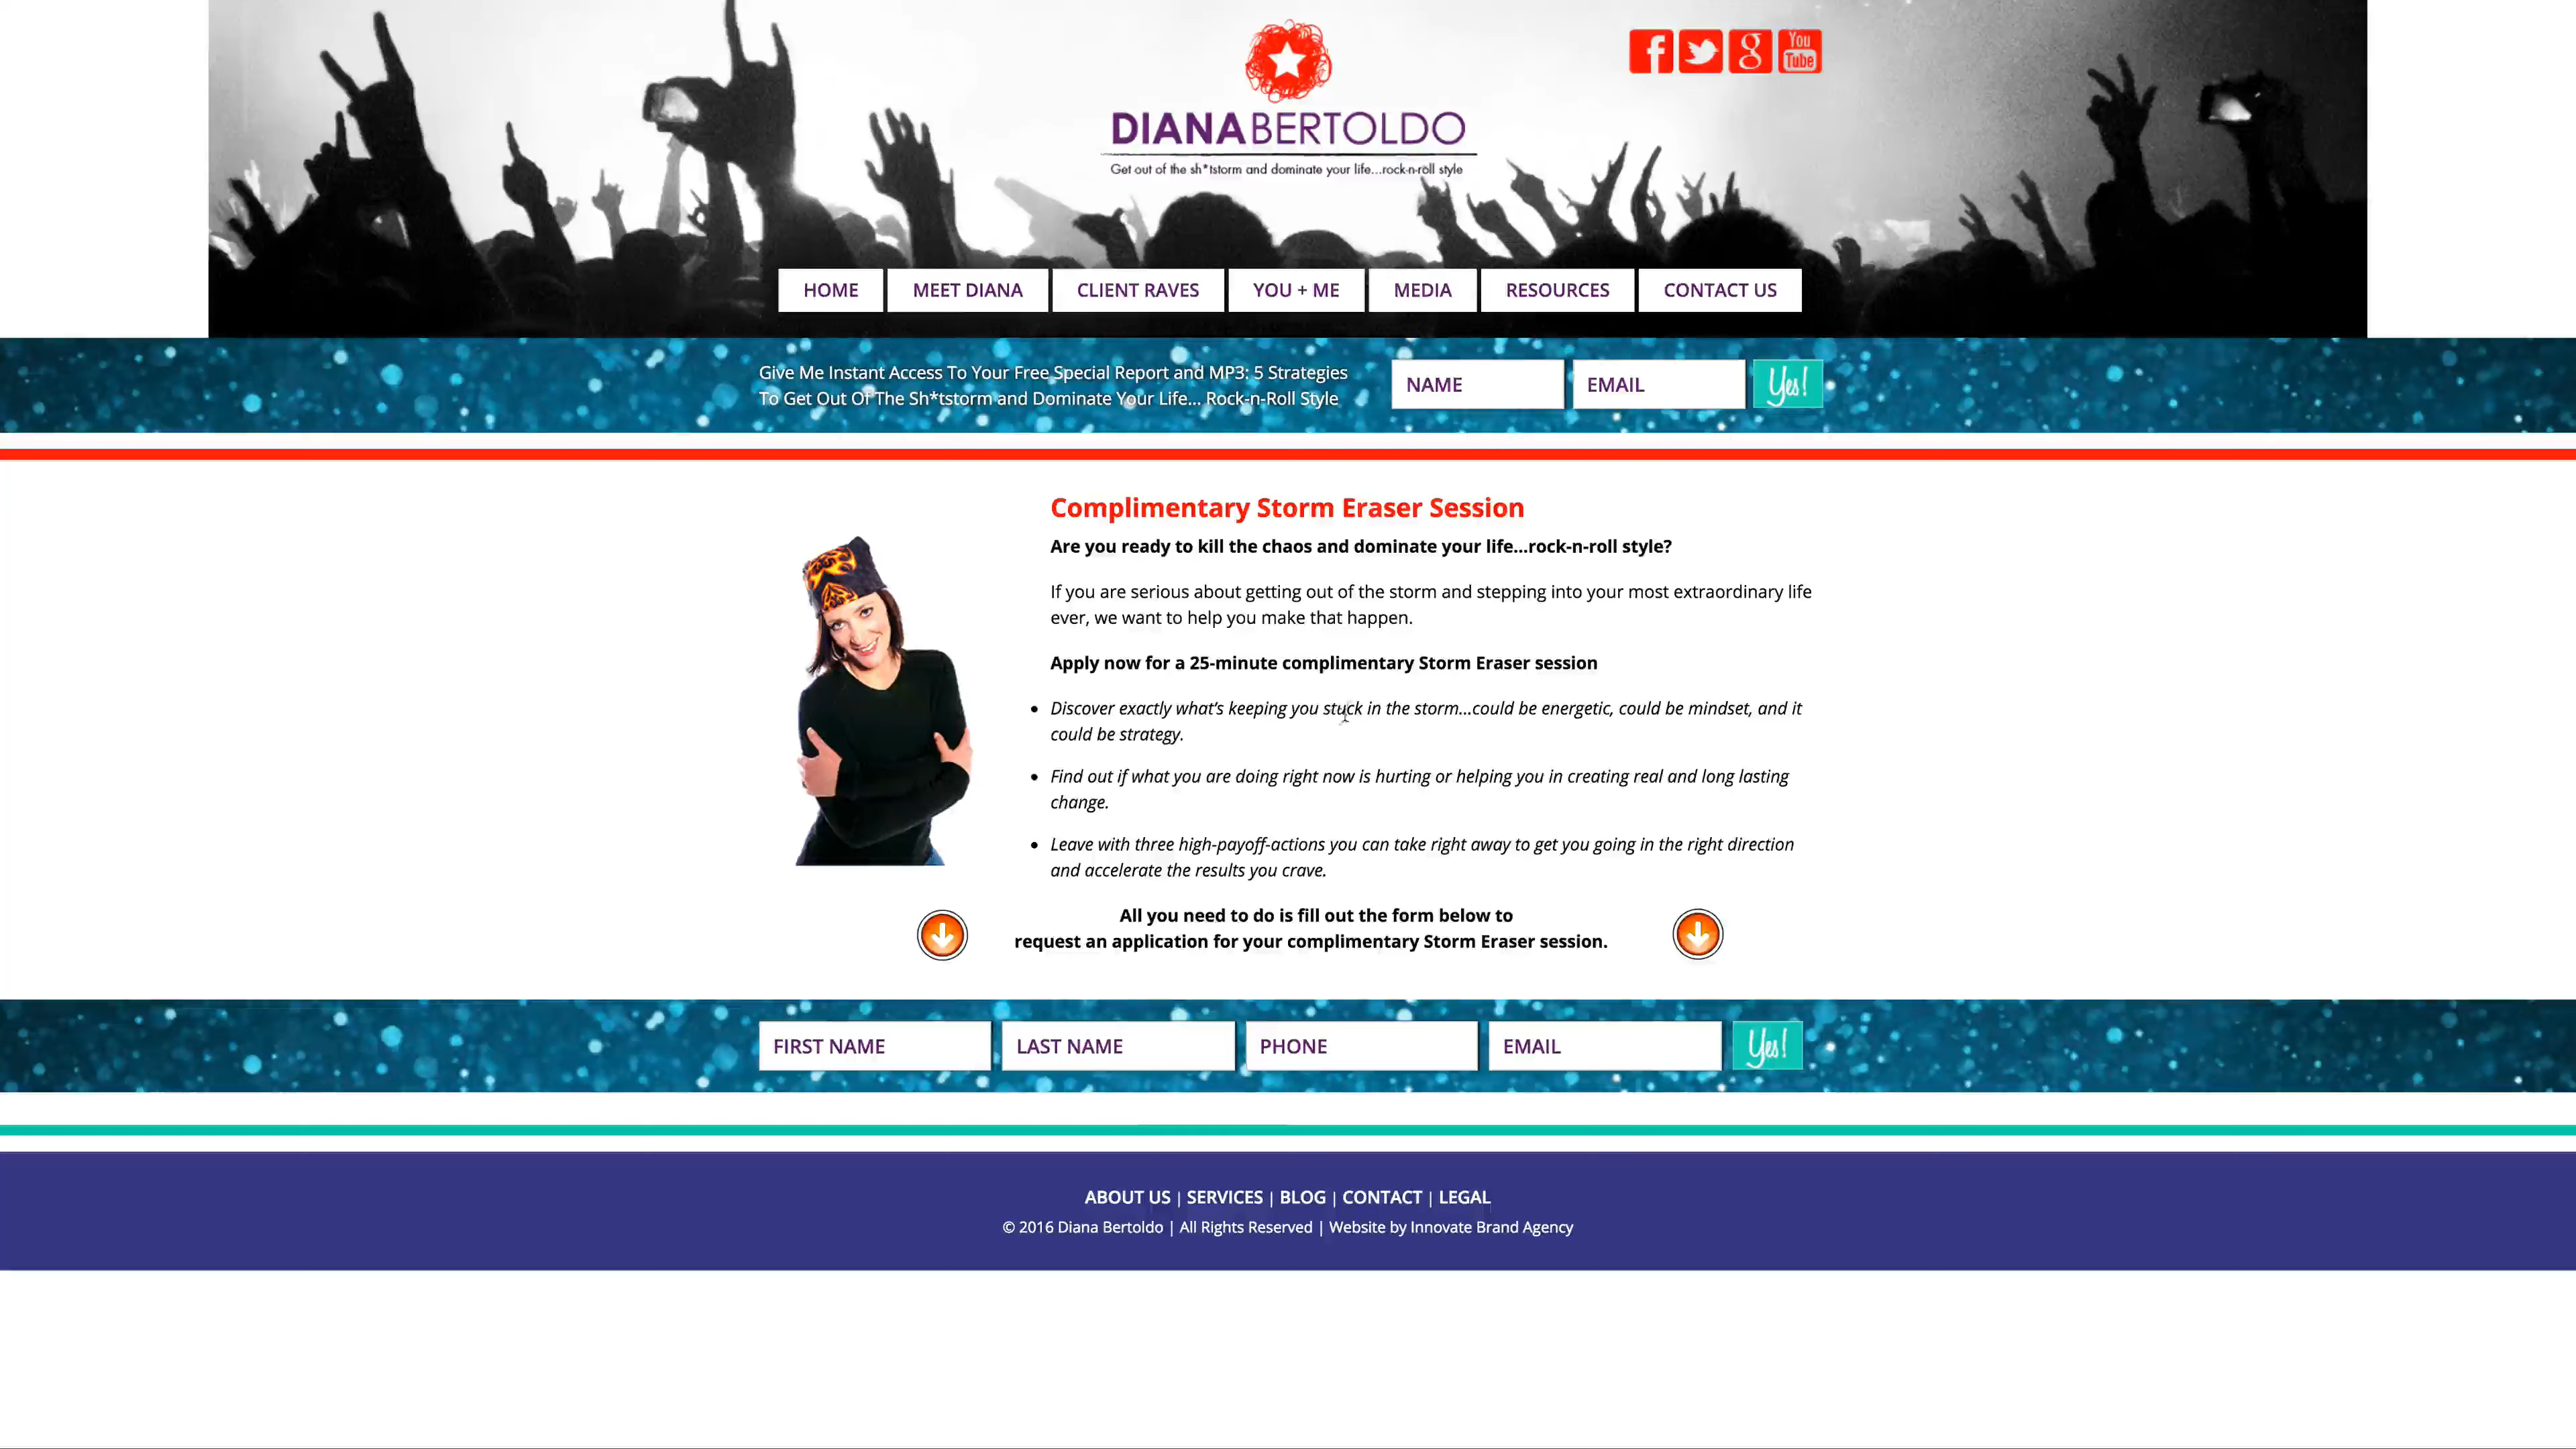 DIANABERTOLDO
Get out of the sh*tstorm and dominate your life...rock-n-roll style
You
Tube
HOME
MEET DIANA
CLIENT RAVES
YOU + ME
MEDIA
RESOURCES
CONTACT US
Give Me Instant Access To Your Free Special Report and MP3: 5 Strategies
To Get Out Of The Sh*tstorm and Dominate Your Life... Rock-n-Roll Style
NAME
EMAIL
Yes!
Complimentary Storm Eraser Session
Are you ready to kill the chaos and dominate your life...rock-n-roll style?
If you are serious about getting out of the storm and stepping into your most extraordinary life
ever, we want to help you make that happen.
Apply now for a 25-minute complimentary Storm Eraser session
• Discover exactly what's keeping you stuck in the storm...could be energetic, could be mindset, and it
could be strategy.
• Find out if what you are doing right now is hurting or helping you in creating real and long lasting
change.
• Leave with three high-payoff-actions you can take right away to get you going in the right direction
and accelerate the results you crave.
All you need to do is fill out the form below to
request an application for your complimentary Storm Eraser session.
FIRST NAME
LAST NAME
PHONE
EMAIL
Yes!
ABOUT US | SERVICES | BLOG | CONTACT | LEGAL
© 2016 Diana Bertoldo | All Rights Reserved | Website by Innovate Brand Agency